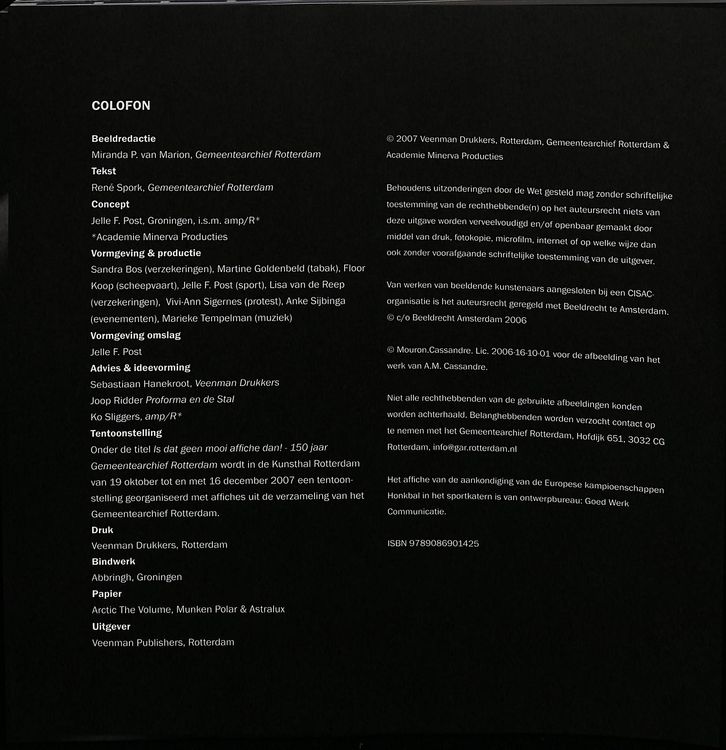 COLOFON
Beeldredactie
Miranda P. van Marion, Gemeentearchief Rotterdam
Tekst
René Spork, Gemeentearchief Rotterdam
Concept
Jelle F. Post, Groningen, i.s.m. amp/R*
*Academie Minerva Producties
Vormgeving & productie
Sandra Bos (verzekeringen), Martine Goldenbeld (tabak), Floor
Koop (scheepvaart), Jelle F. Post (sport), Lisa van de Reep
(verzekeringen), Vivi-Ann Sigernes (protest), Anke Sijbinga
(evenementen), Marieke Tempelman (muziek)
Vormgeving omslag
Jelle F. Post
Advies & ideevorming
Sebastiaan Hanekroot, Veenman Drukkers
Joop Ridder Proforma en de Stal
Ko Sliggers, amp/R*
Tentoonstelling
Onder de titel Is dat geen mooi affiche dan! - 150 jaar
Gemeentearchief Rotterdam wordt in de Kunsthal Rotterdam
van 19 oktober tot en met 16 december 2007 een tentoon-
stelling georganiseerd met affiches uit de verzameling van het
Gemeentearchief Rotterdam.
Druk
Veenman Drukkers, Rotterdam
Bindwerk
Abbringh, Groningen
Papier
Arctic The Volume, Munken Polar & Astralux
Uitgever
Veenman Publishers, Rotterdam
© 2007 Veenman Drukkers, Rotterdam, Gemeentearchief Rotterdam &
Academie Minerva Producties
Behoudens uitzonderingen door de Wet gesteld mag zonder schriftelijke
toestemming van de rechthebbende(n) op het auteursrecht niets van
deze uitgave worden verveelvoudigd en/of openbaar gemaakt door
middel van druk, fotokopie, microfilm, internet of op welke wijze dan
ook zonder voorafgaande schriftelijke toestemming van de uitgever.
Van werken van beeldende kunstenaars aangesloten bij een CISAC-
organisatie is het auteursrecht geregeld met Beeldrecht te Amsterdam.
© c/o Beeldrecht Amsterdam 2006
© Mouron.Cassandre. Lic. 2006-16-10-01 voor de afbeelding van het
werk van A.M. Cassandre.
Niet alle rechthebbenden van de gebruikte afbeeldingen konden
worden achterhaald. Belanghebbenden worden verzocht contact op
te nemen met het Gemeentearchief Rotterdam, Hofdijk 651, 3032 CG
Rotterdam, info@gar.rotterdam.nl
Het affiche van de aankondiging van de Europese kampioenschappen
Honkbal in het sportkatern is van ontwerpbureau: Goed Werk
Communicatie.
ISBN 9789086901425